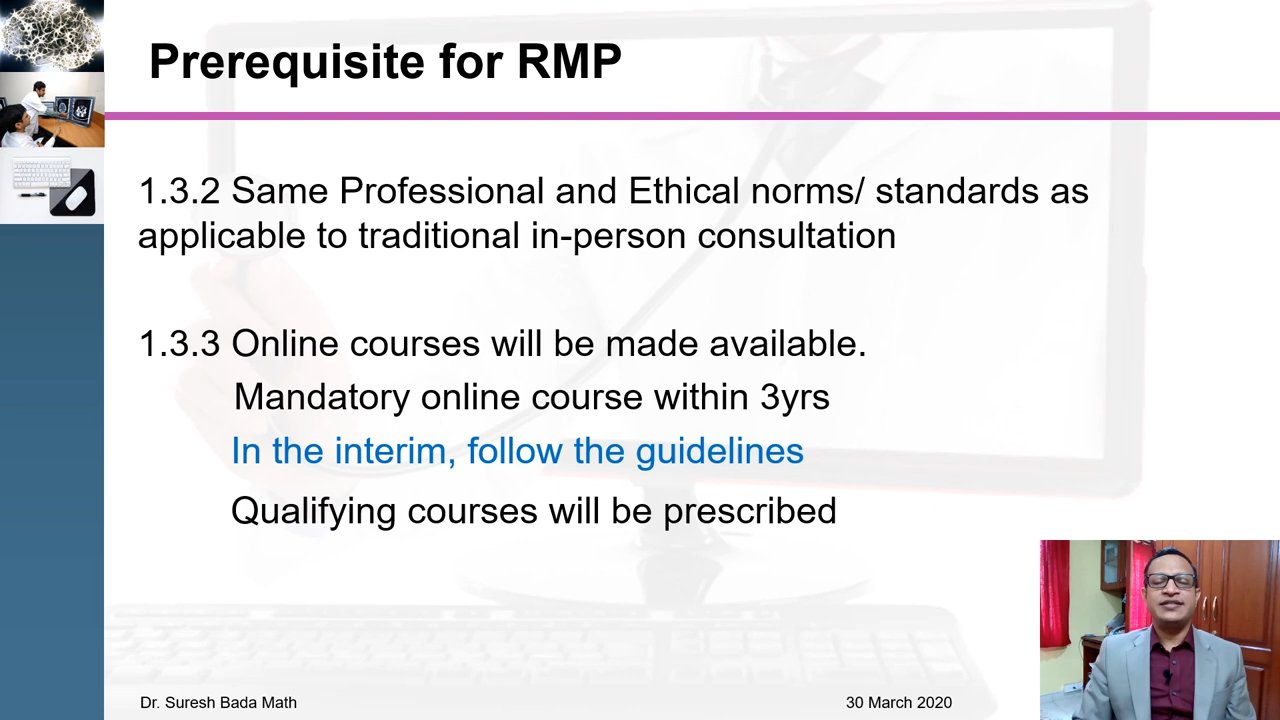 Prerequisite for RMP
1.3.2 Same Professional and Ethical norms/ standards as
applicable to traditional in-person consultation
1.3.3 Online courses will be made available.
Mandatory online course within 3yrs
In the interim, follow the guidelines
Qualifying courses will be prescribed
Dr. Suresh Bada Math
30 March 2020